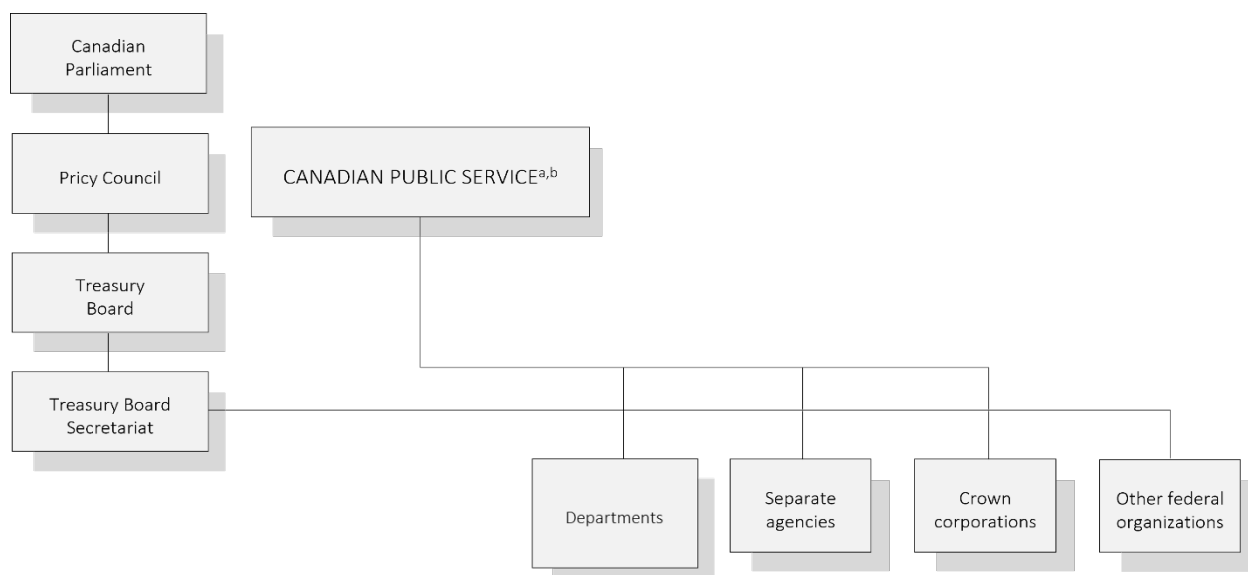 Canadian
Parliament
Pricy Council
CANADIAN PUBLIC SERVICEᵃ,ᵇ
Treasury
Board
Treasury Board
Secretariat
Departments
Separate
agencies
Crown
corporations
Other federal
organizations